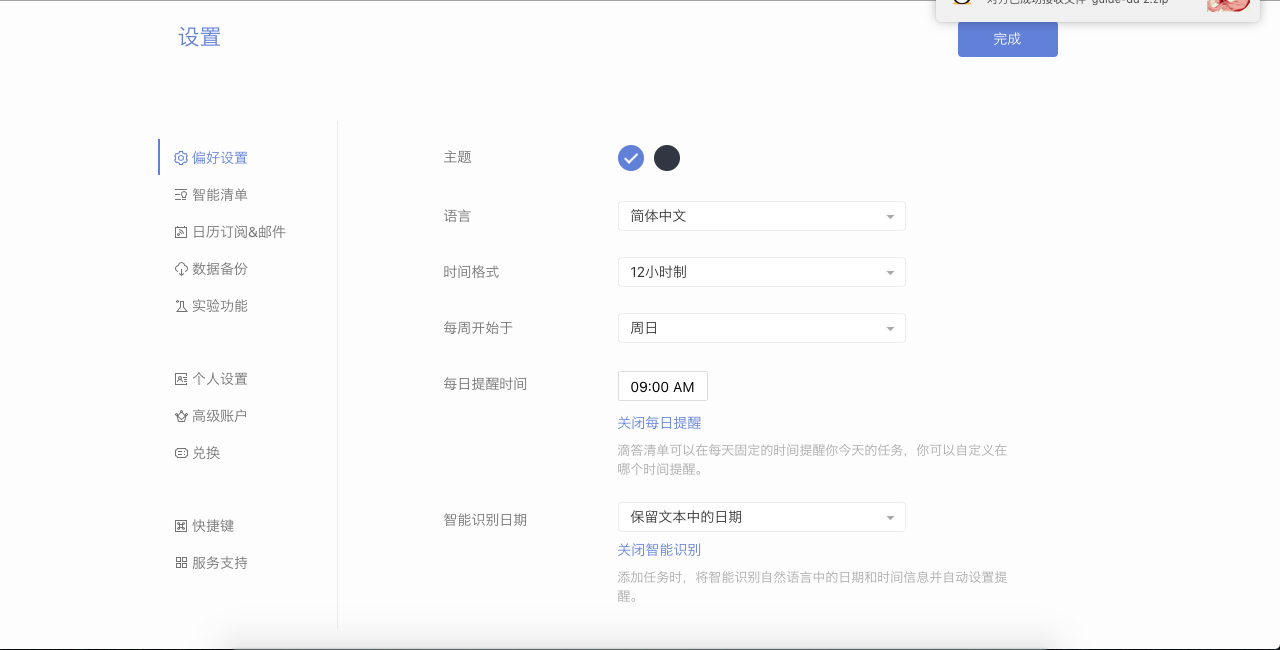 设置
完成
偏好设置
智能清单
日历订阅&邮件
数据备份
实验功能
个人设置
高级账户
兑换
快捷键
服务支持
主题
语言
简体中文
时间格式
12小时制
每周开始于
周日
每日提醒时间
09:00 AM
关闭每日提醒
滴答清单可以在每天固定的时间提醒你今天的任务，你可以自定义在
哪个时间提醒。
智能识别日期
保留文本中的日期
关闭智能识别
添加任务时，将智能识别自然语言中的日期和时间信息并自动设置提
醒。